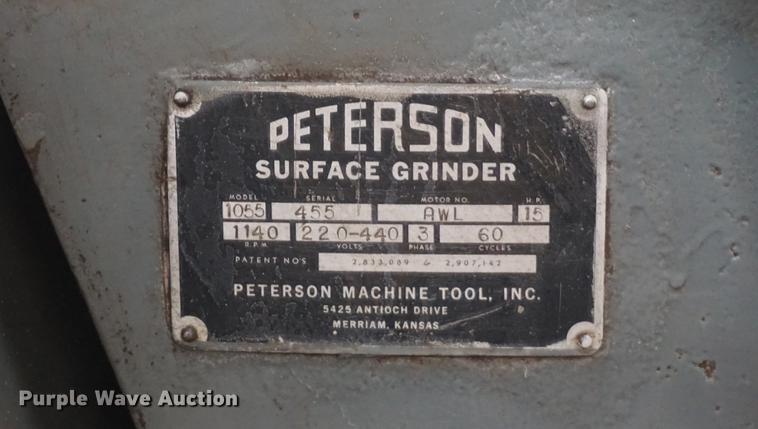 PETERSON
SURFACE GRINDER
MODEL SERIAL MOTOR NO. H.P.
1055 455 AWL 15
1140 220-440 3 60
R.P.M. VOLTS PHASE CYCLES
PATENT NO'S 2,833,089 & 2,907,142
PETERSON MACHINE TOOL, INC.
5425 ANTIOCH DRIVE
MERRIAM, KANSAS
Purple Wave Auction